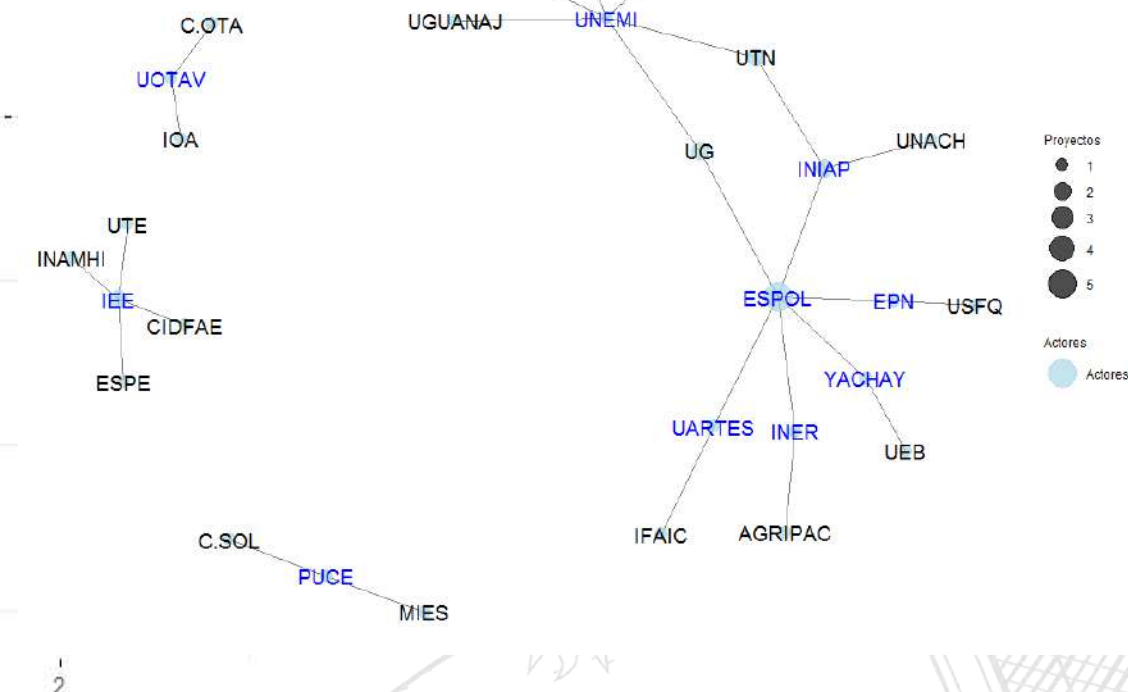 C.OTA
UGUANAJ
UNEMI
UTN
UOTAV
IOA
UG
UNACH
INIAP
UTE
INAMHI
IEE
CIDFAE
ESPE
ESPOL
EPN
USFQ
YACHAY
UARTES
INER
UEB
IFAIC
AGRIPAC
C.SOL
PUCE
MIES
Proyectos
1
2
3
4
5
Actores
Actores
2